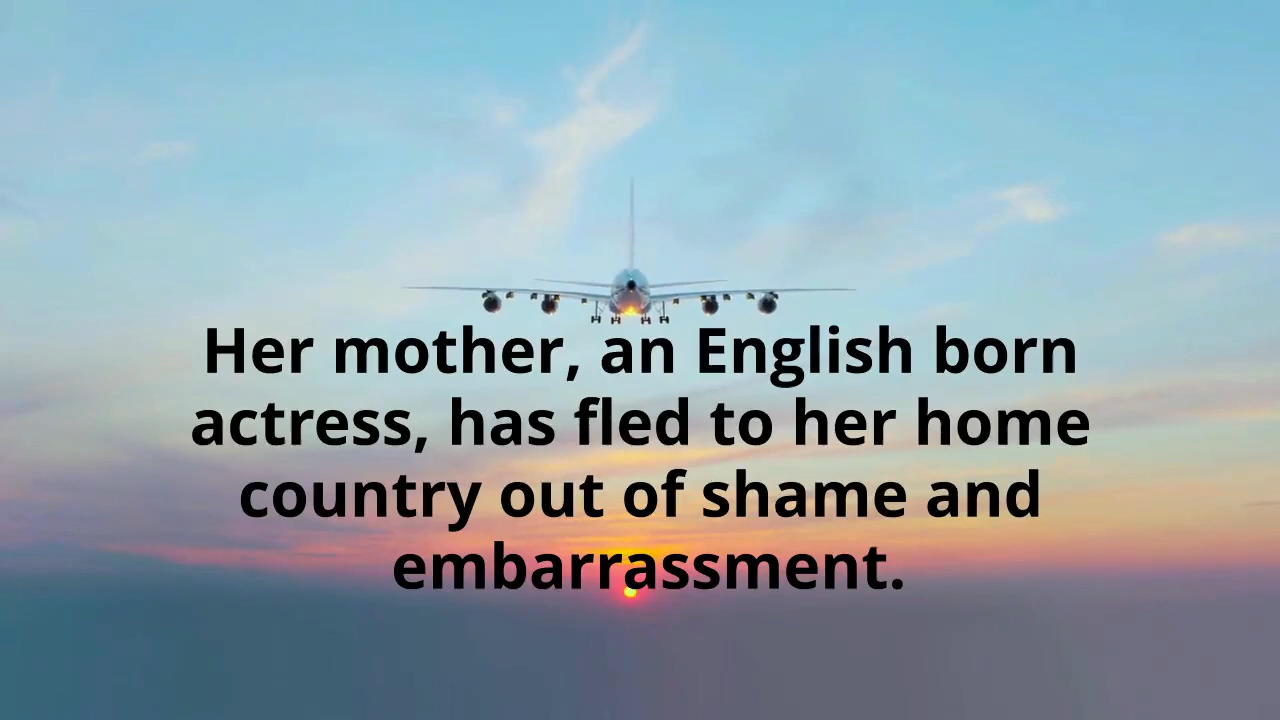 Her mother, an English born
actress, has fled to her home
country out of shame and
embarrassment.